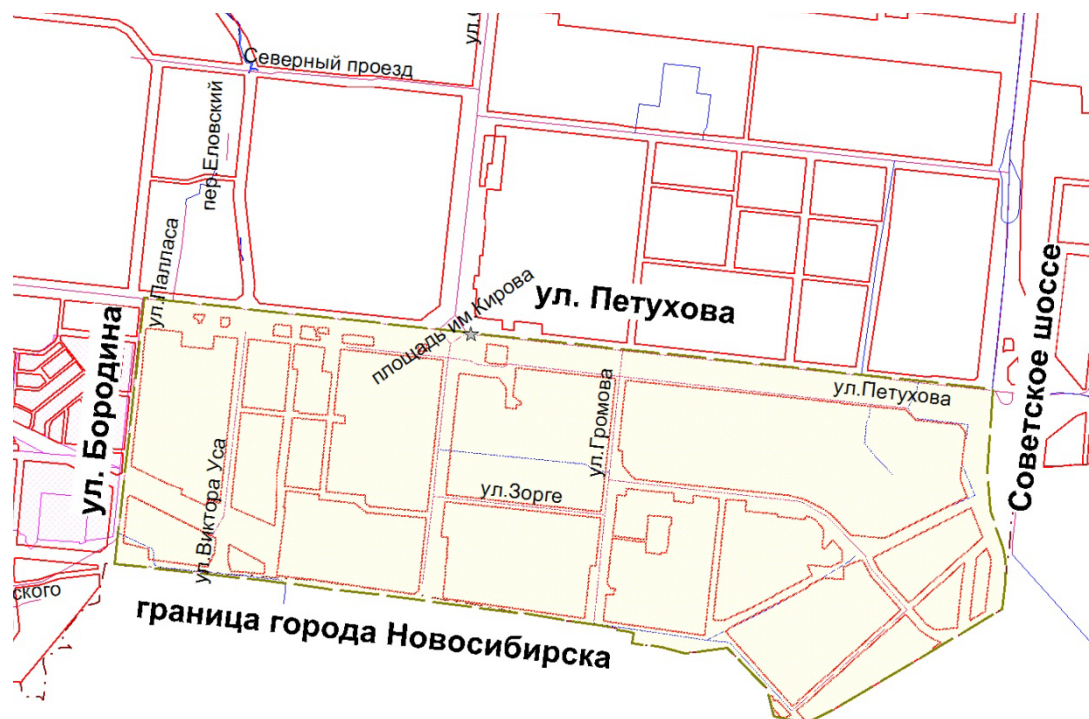 Северный проезд
пер.Еловский
ул.Палласа
площадь им Кирова
ул. Петухова
ул. Бородина
ул.Петухова
Советское шоссе
ул.Громова
ул.Виктора Уса
ул.Зорге
ского
граница города Новосибирска